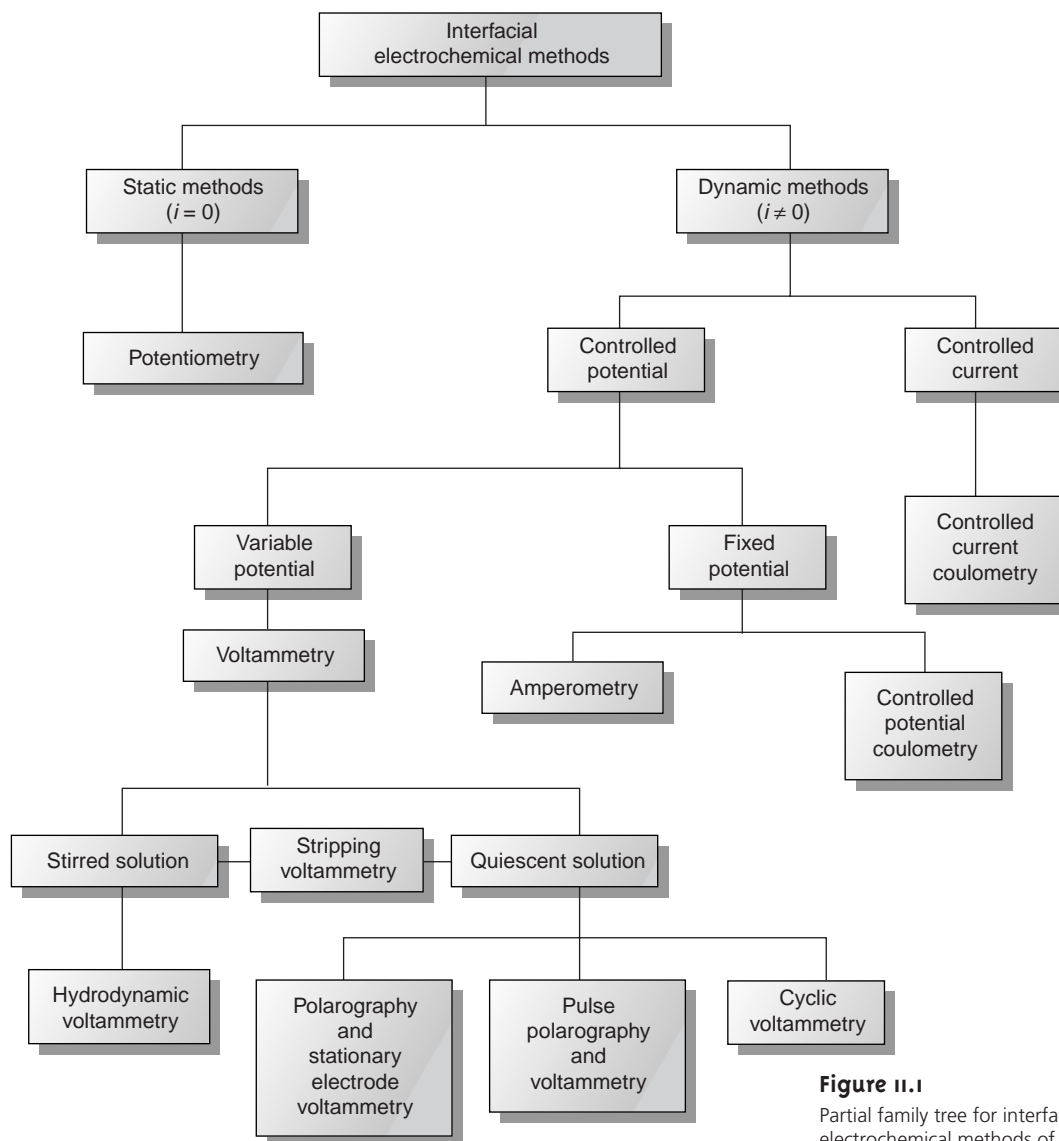 Interfacial
electrochemical methods
Static methods
(i = 0)
Dynamic methods
(i ≠ 0)
Potentiometry
Controlled
potential
Controlled
current
Variable
potential
Fixed
potential
Controlled
current
coulometry
Voltammetry
Amperometry
Controlled
potential
coulometry
Stirred solution
Stripping
voltammetry
Quiescent solution
Hydrodynamic
voltammetry
Polarography
and
stationary
electrode
voltammetry
Pulse
polarography
and
voltammetry
Cyclic
voltammetry
Figure 11.1
Partial family tree for interfa
electrochemical methods of